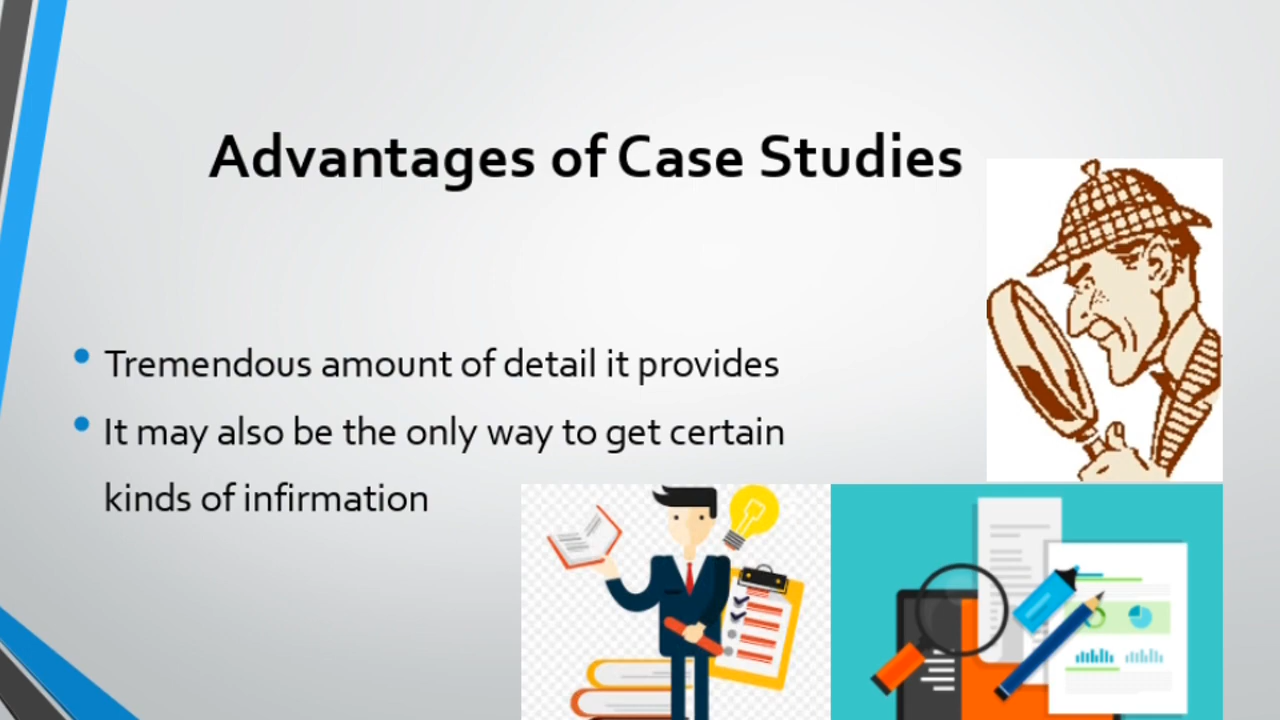 Advantages of Case Studies
Tremendous amount of detail it provides
It may also be the only way to get certain
kinds of infirmation